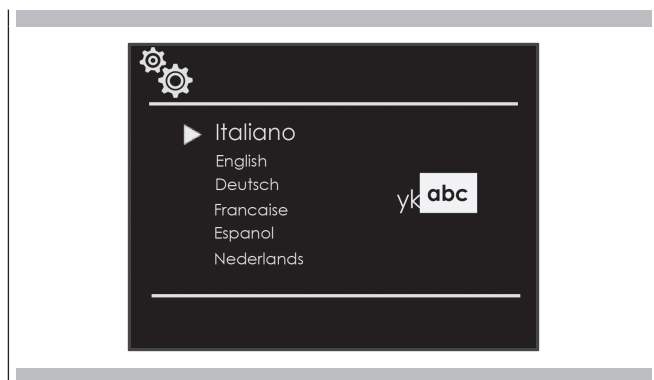 Italiano
English
Deutsch
Francaise
Espanol
Nederlands
yk abc